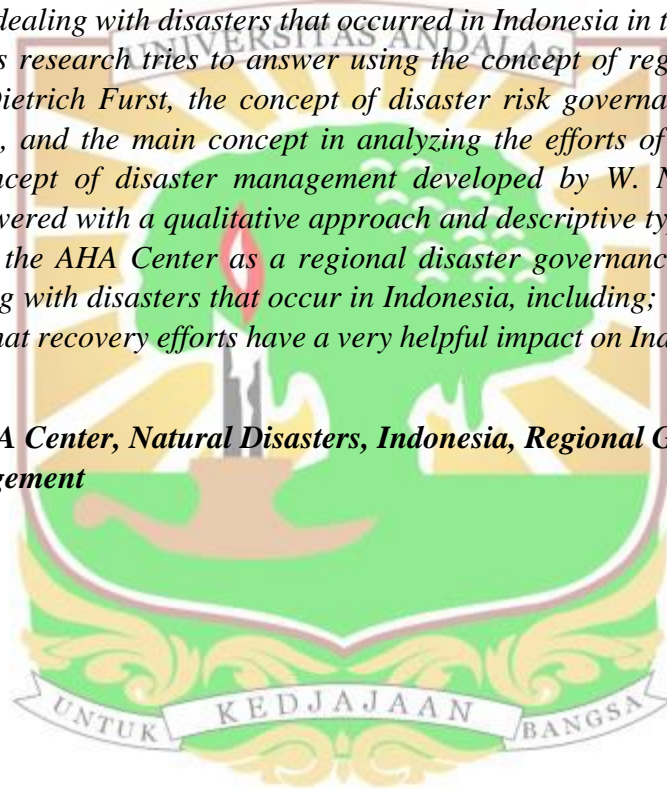 dealing with disasters that occurred in Indonesia in t
UNIVERSITAS ANDALAS
s research tries to answer using the concept of reg
Dietrich Furst, the concept of disaster risk governa
, and the main concept in analyzing the efforts of
ncept of disaster management developed by W. N
wered with a qualitative approach and descriptive ty
the AHA Center as a regional disaster governanc
g with disasters that occur in Indonesia, including;
hat recovery efforts have a very helpful impact on Ind
A Center, Natural Disasters, Indonesia, Regional G
gement
UNTUK KEDJAJAAN BANGSA